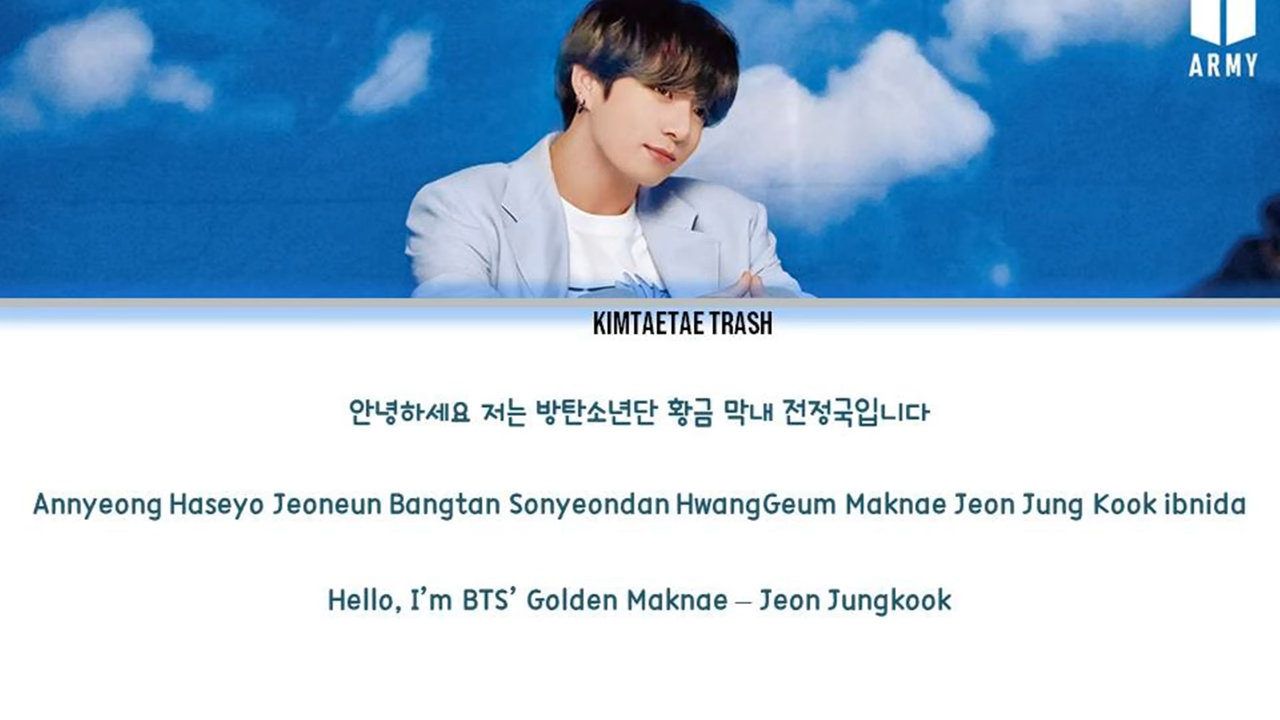 ARMY
KIMTAETAE TRASH
안녕하세요 저는 방탄소년단 황금 막내 전정국입니다
Annyeong Haseyo Jeoneun Bangtan Sonyeondan HwangGeum Maknae Jeon Jung Kook ibnida
Hello, I’m BTS’ Golden Maknae – Jeon Jungkook